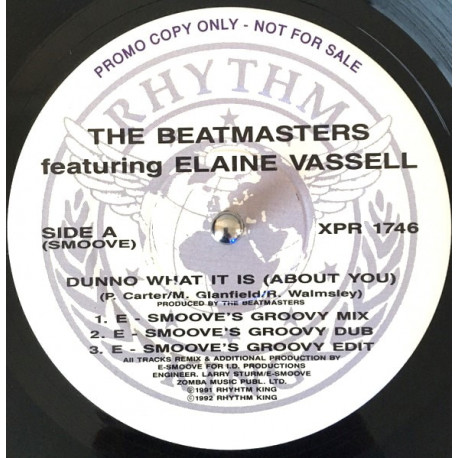 PROMO COPY ONLY - NOT FOR SALE
RHYTHM
THE BEATMASTERS
featuring ELAINE VASSELL
SIDE A
(SMOOVE)
XPR 1746
DUNNO WHAT IT IS (ABOUT YOU)
(P. Carter/M. Glanfield/R. Walmsley)
PRODUCED BY THE BEATMASTERS
1. E - SMOOVE'S GROOVY MIX
2. E - SMOOVE'S GROOVY DUB
3. E - SMOOVE'S GROOVY EDIT
All TRACKS REMIX & ADDITIONAL PRODUCTION BY
E-SMOOVE FOR I.D. PRODUCTIONS
ENGINEER, LARRY STURM/E-SMOOVE
ZOMBA MUSIC PUBL. LTD.
Ⓟ1991 RHYHTM KING
©1992 RHYTHM KING